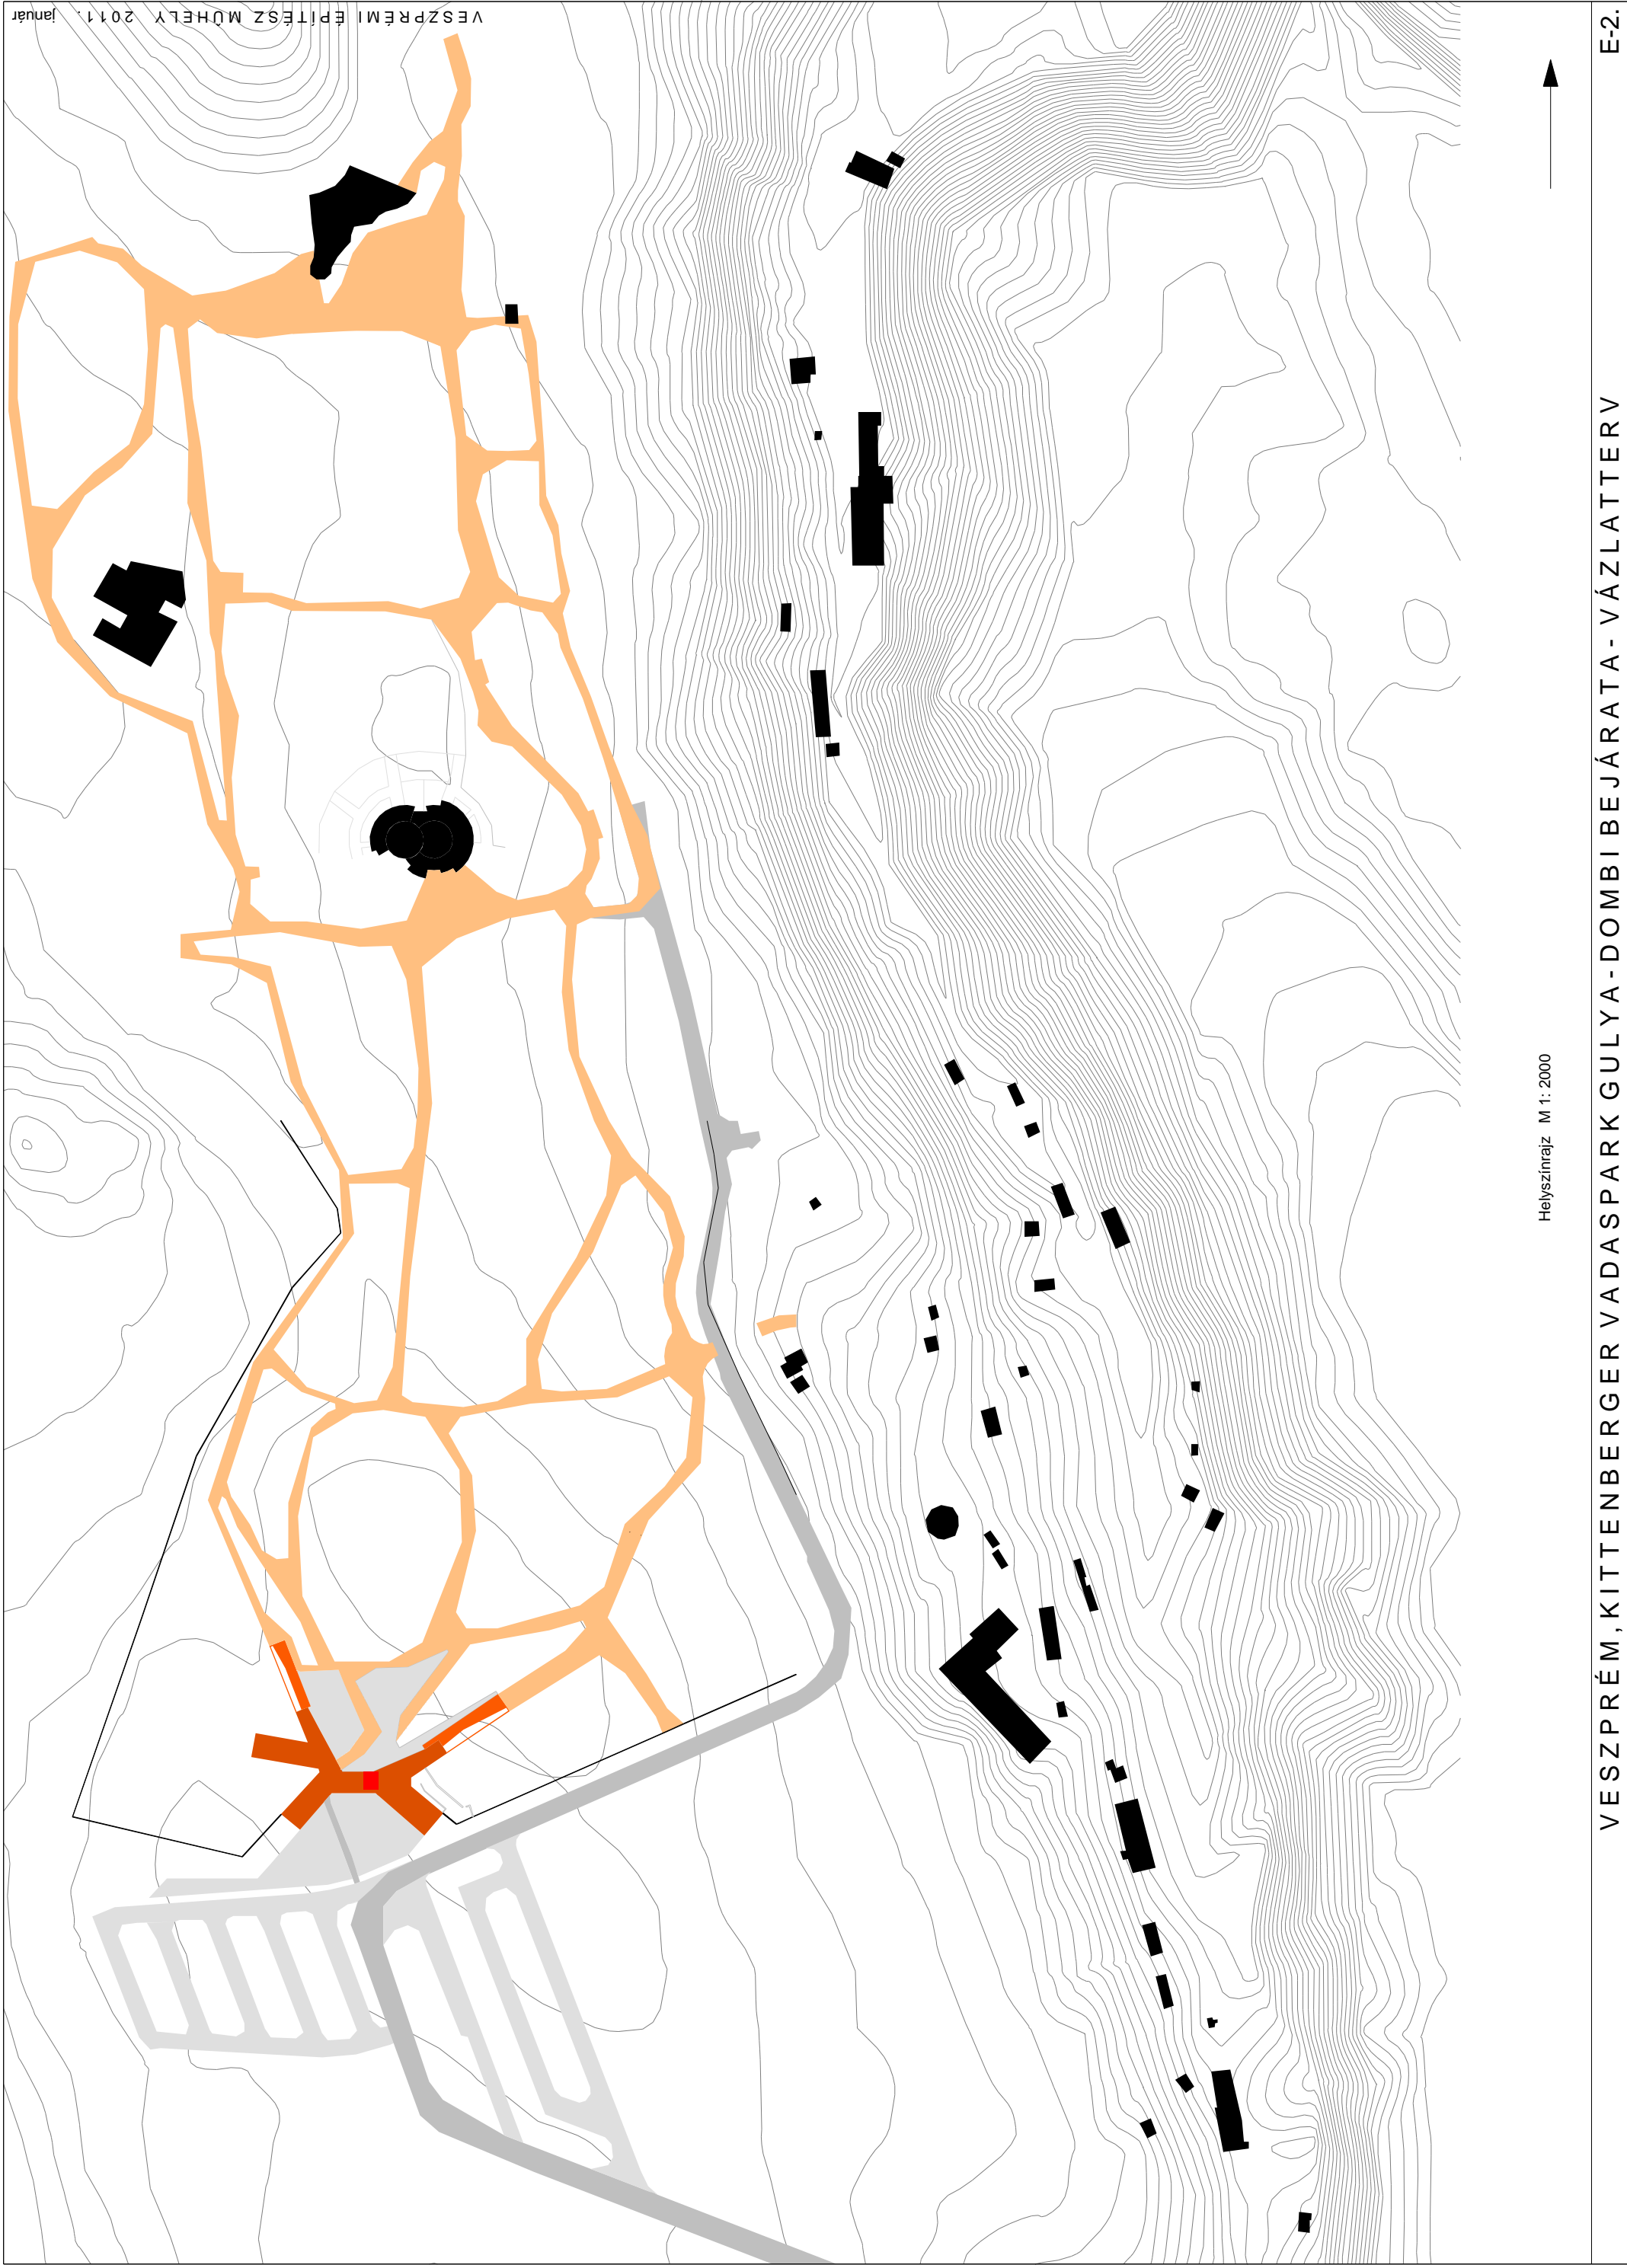 VESZPRÉMI ÉPÍTÉSZ MŰHELY 2011. január
Helyszínrajz M 1: 2000
VESZPRÉM, KITTENBERGER VADASPARK GULYA-DOMBI BEJÁRATA - VÁZLATTERV E-2.